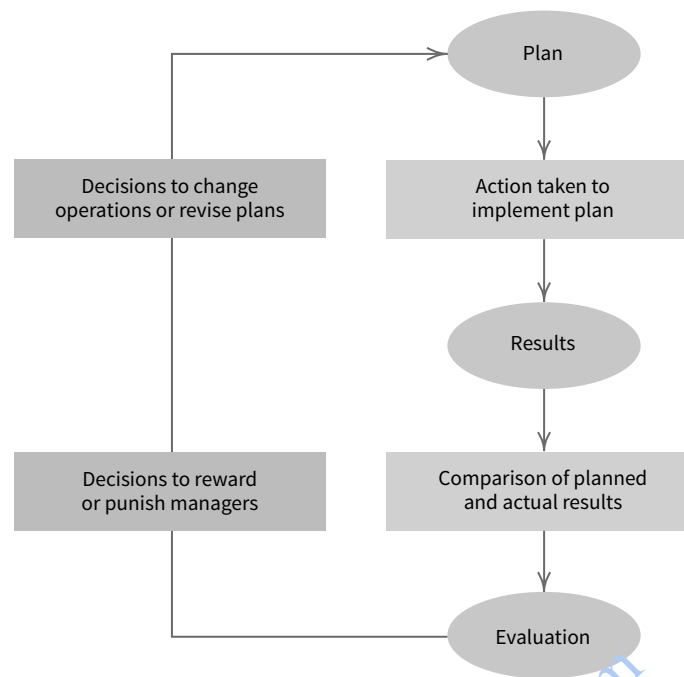 Plan
Decisions to change
operations or revise plans
Action taken to
implement plan
Results
Decisions to reward
or punish managers
Comparison of planned
and actual results
Evaluation